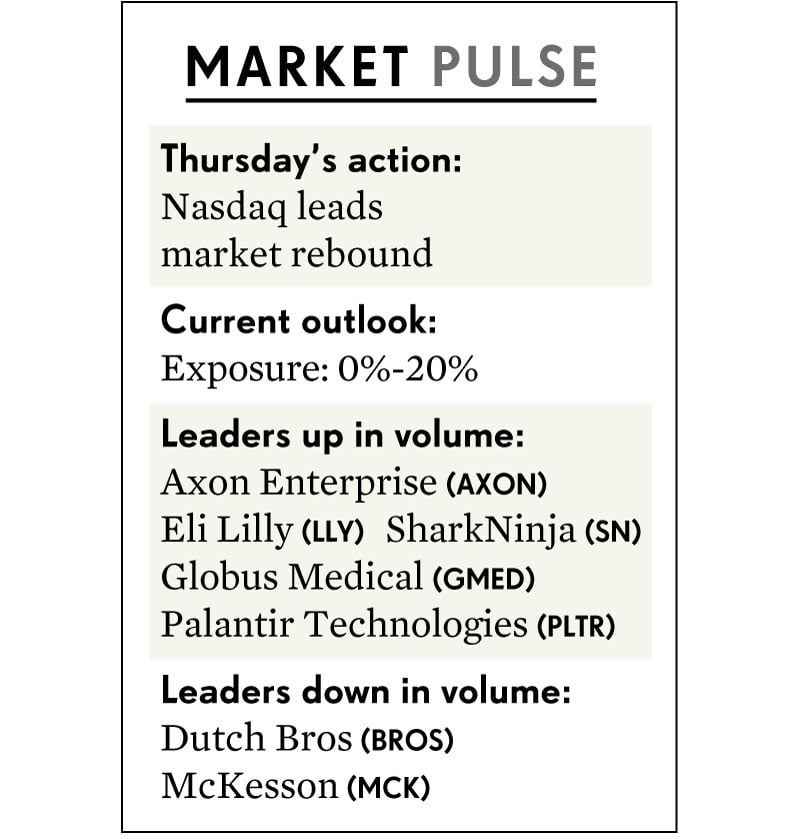 MARKET PULSE
Thursday's action:
Nasdaq leads
market rebound
Current outlook:
Exposure: 0%-20%
Leaders up in volume:
Axon Enterprise (AXON)
Eli Lilly (LLY) SharkNinja (SN)
Globus Medical (GMED)
Palantir Technologies (PLTR)
Leaders down in volume:
Dutch Bros (BROS)
McKesson (MCK)